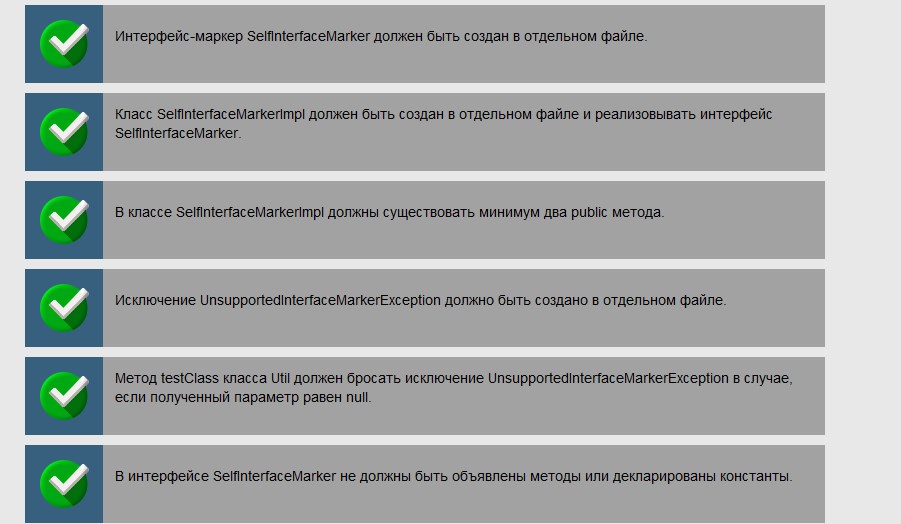 Интерфейс-маркер SelfInterfaceMarker должен быть создан в отдельном файле.
Класс SelfInterfaceMarkerImpl должен быть создан в отдельном файле и реализовывать интерфейс
SelfInterfaceMarker.
В классе SelfInterfaceMarkerImpl должны существовать минимум два public метода.
Исключение UnsupportedInterfaceMarkerException должно быть создано в отдельном файле.
Метод testClass класса Util должен бросать исключение UnsupportedInterfaceMarkerException в случае,
если полученный параметр равен null.
В интерфейсе SelfInterfaceMarker не должны быть объявлены методы или декларированы константы.